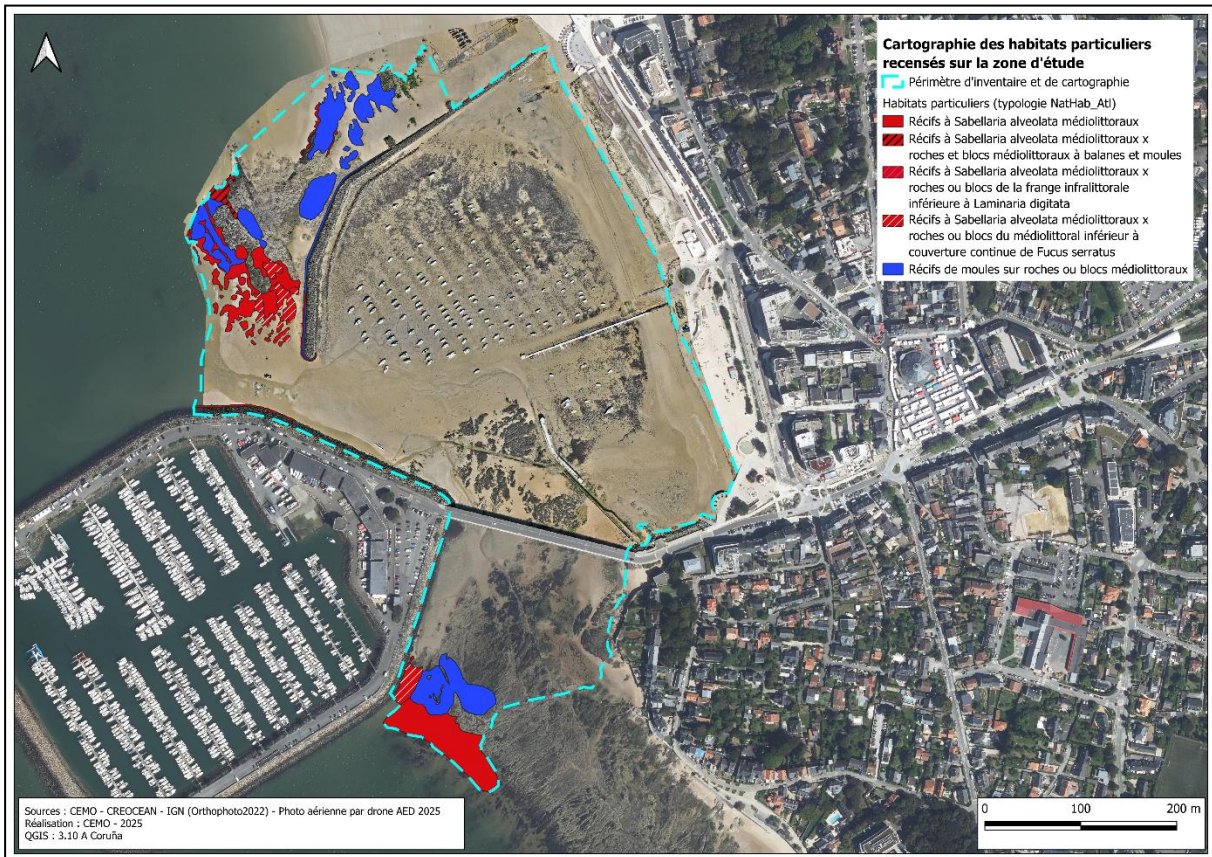 Cartographie des habitats particuliers
recensés sur la zone d'étude
Périmètre d'inventaire et de cartographie
Habitats particuliers (typologie NatHab_Atl)
Récifs à Sabellaria alveolata médiolittoraux
Récifs à Sabellaria alveolata médiolittoraux x
roches et blocs médiolittoraux à balanes et moules
Récifs à Sabellaria alveolata médiolittoraux x
roches ou blocs de la frange infralittorale
inférieure à Laminaria digitata
Récifs à Sabellaria alveolata médiolittoraux x
roches ou blocs du médiolittoral inférieur à
couverture continue de Fucus serratus
Récifs de moules sur roches ou blocs médiolittoraux
Sources : CEMO - CREOCEAN - IGN (Orthophoto2022) - Photo aérienne par drone AED 2025
Réalisation : CEMO - 2025
QGIS : 3.10 A Coruña
0 100 200 m